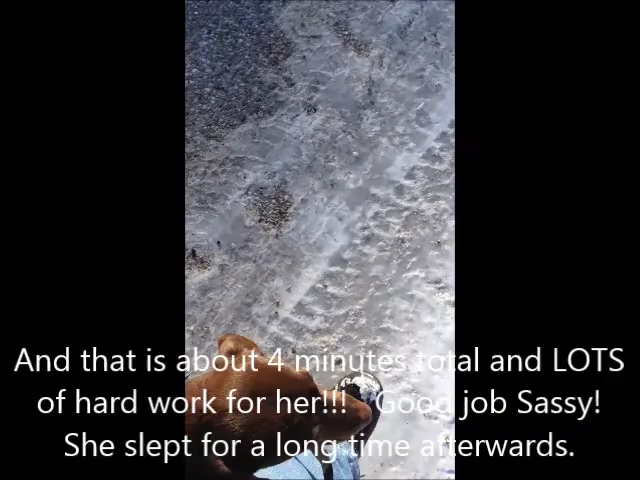 And that is about 4 minutes total and LOTS
of hard work for her!!! Good job Sassy!
She slept for a long time afterwards.